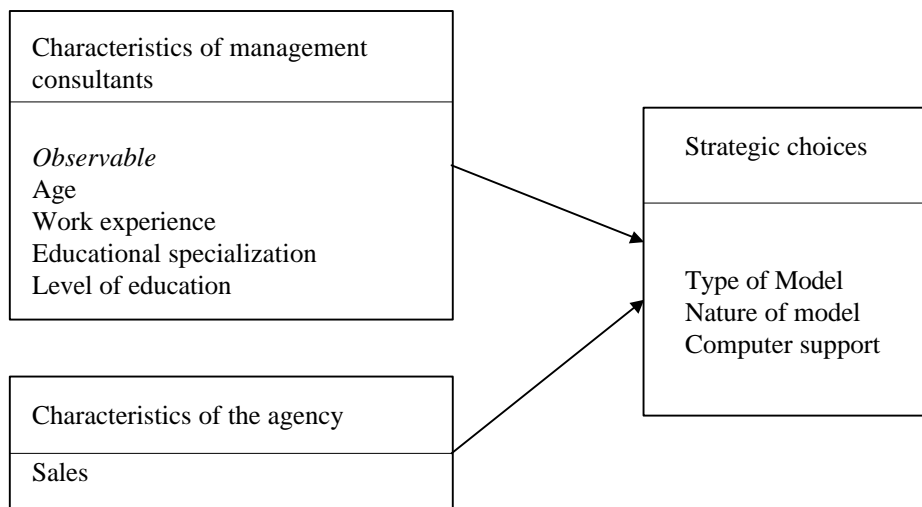 Characteristics of management
consultants
Observable
Age
Work experience
Educational specialization
Level of education
Strategic choices
Type of Model
Nature of model
Computer support
Characteristics of the agency
Sales